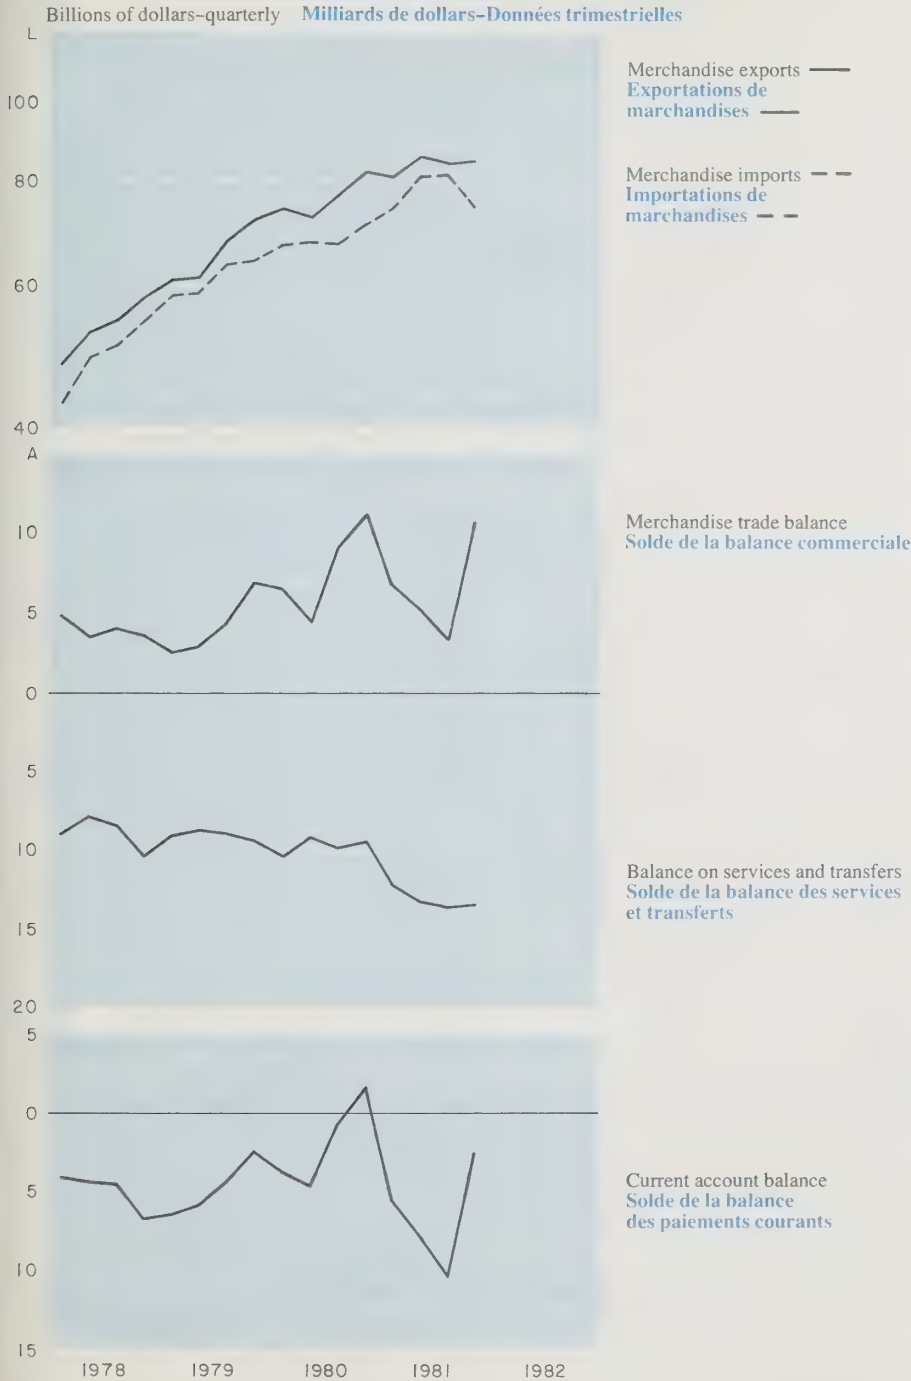 Billions of dollars–quarterly Milliards de dollars–Données trimestrielles
L
100
80
60
40
Merchandise exports
Exportations de
marchandises
Merchandise imports
Importations de
marchandises
A
10
5
0
5
10
15
20
Merchandise trade balance
Solde de la balance commerciale
Balance on services and transfers
Solde de la balance des services
et transferts
5
0
5
10
15
Current account balance
Solde de la balance
des paiements courants
1978 1979 1980 1981 1982